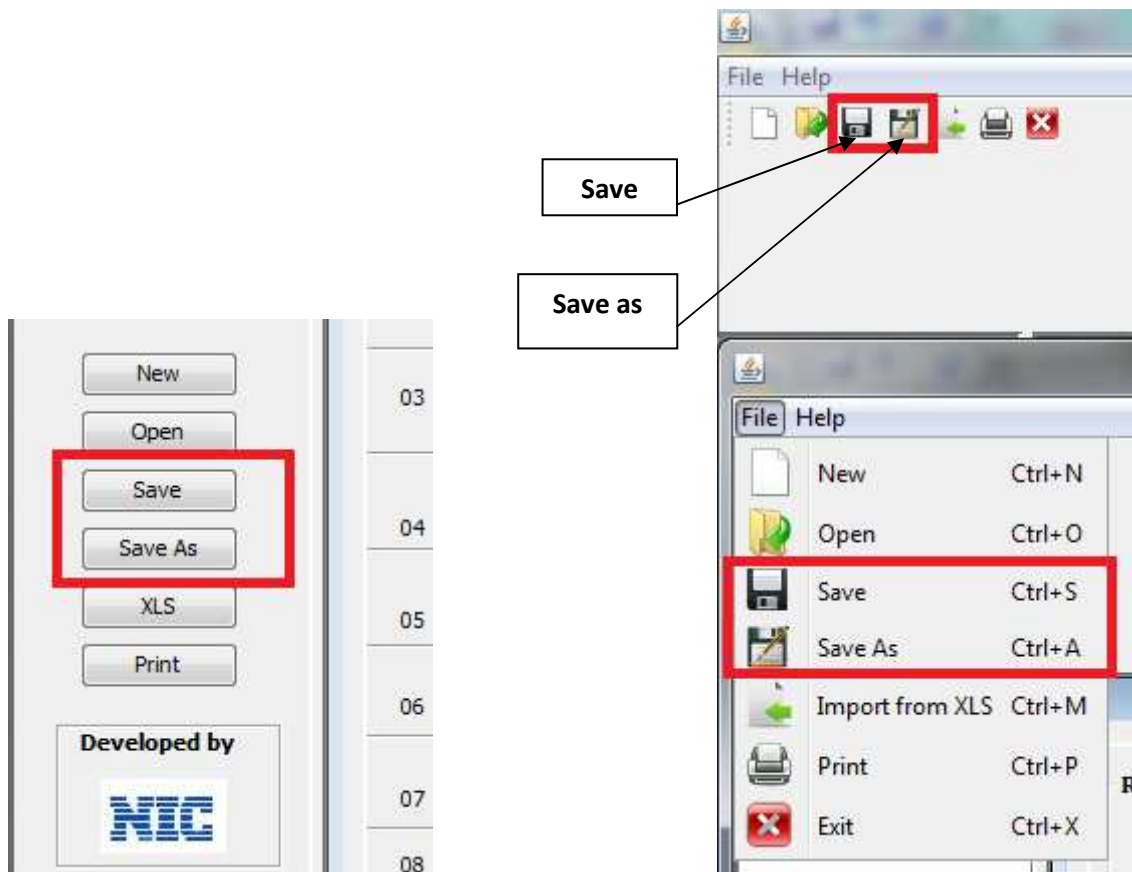 File Help
Save
Save as
New
Open
Save
Save As
XLS
Print
Developed by
NIC
03
04
05
06
07
08
File Help
New Ctrl+N
Open Ctrl+O
Save Ctrl+S
Save As Ctrl+A
Import from XLS Ctrl+M
Print Ctrl+P
Exit Ctrl+X
R